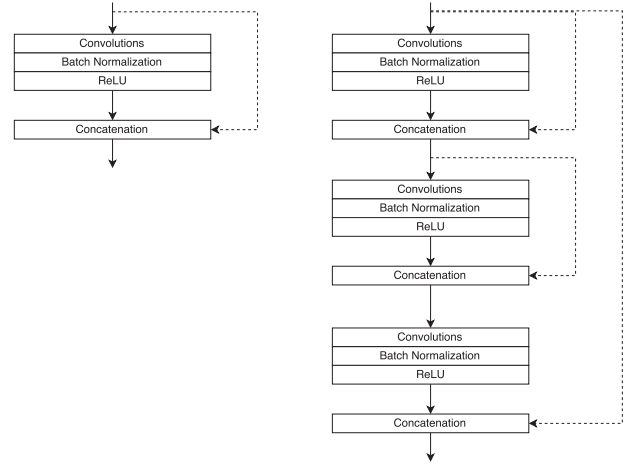 Convolutions
Batch Normalization
ReLU
Concatenation
Convolutions
Batch Normalization
ReLU
Concatenation
Convolutions
Batch Normalization
ReLU
Concatenation
Convolutions
Batch Normalization
ReLU
Concatenation